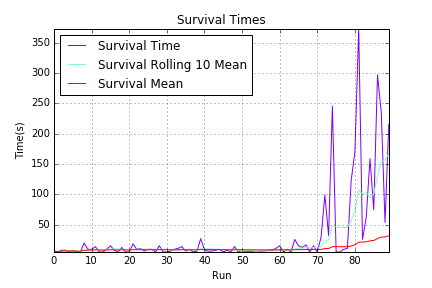 Survival Times
Survival Time
Survival Rolling 10 Mean
Survival Mean
350
300
250
200
150
100
50
0 10 20 30 40 50 60 70 80
Time(s)
Run